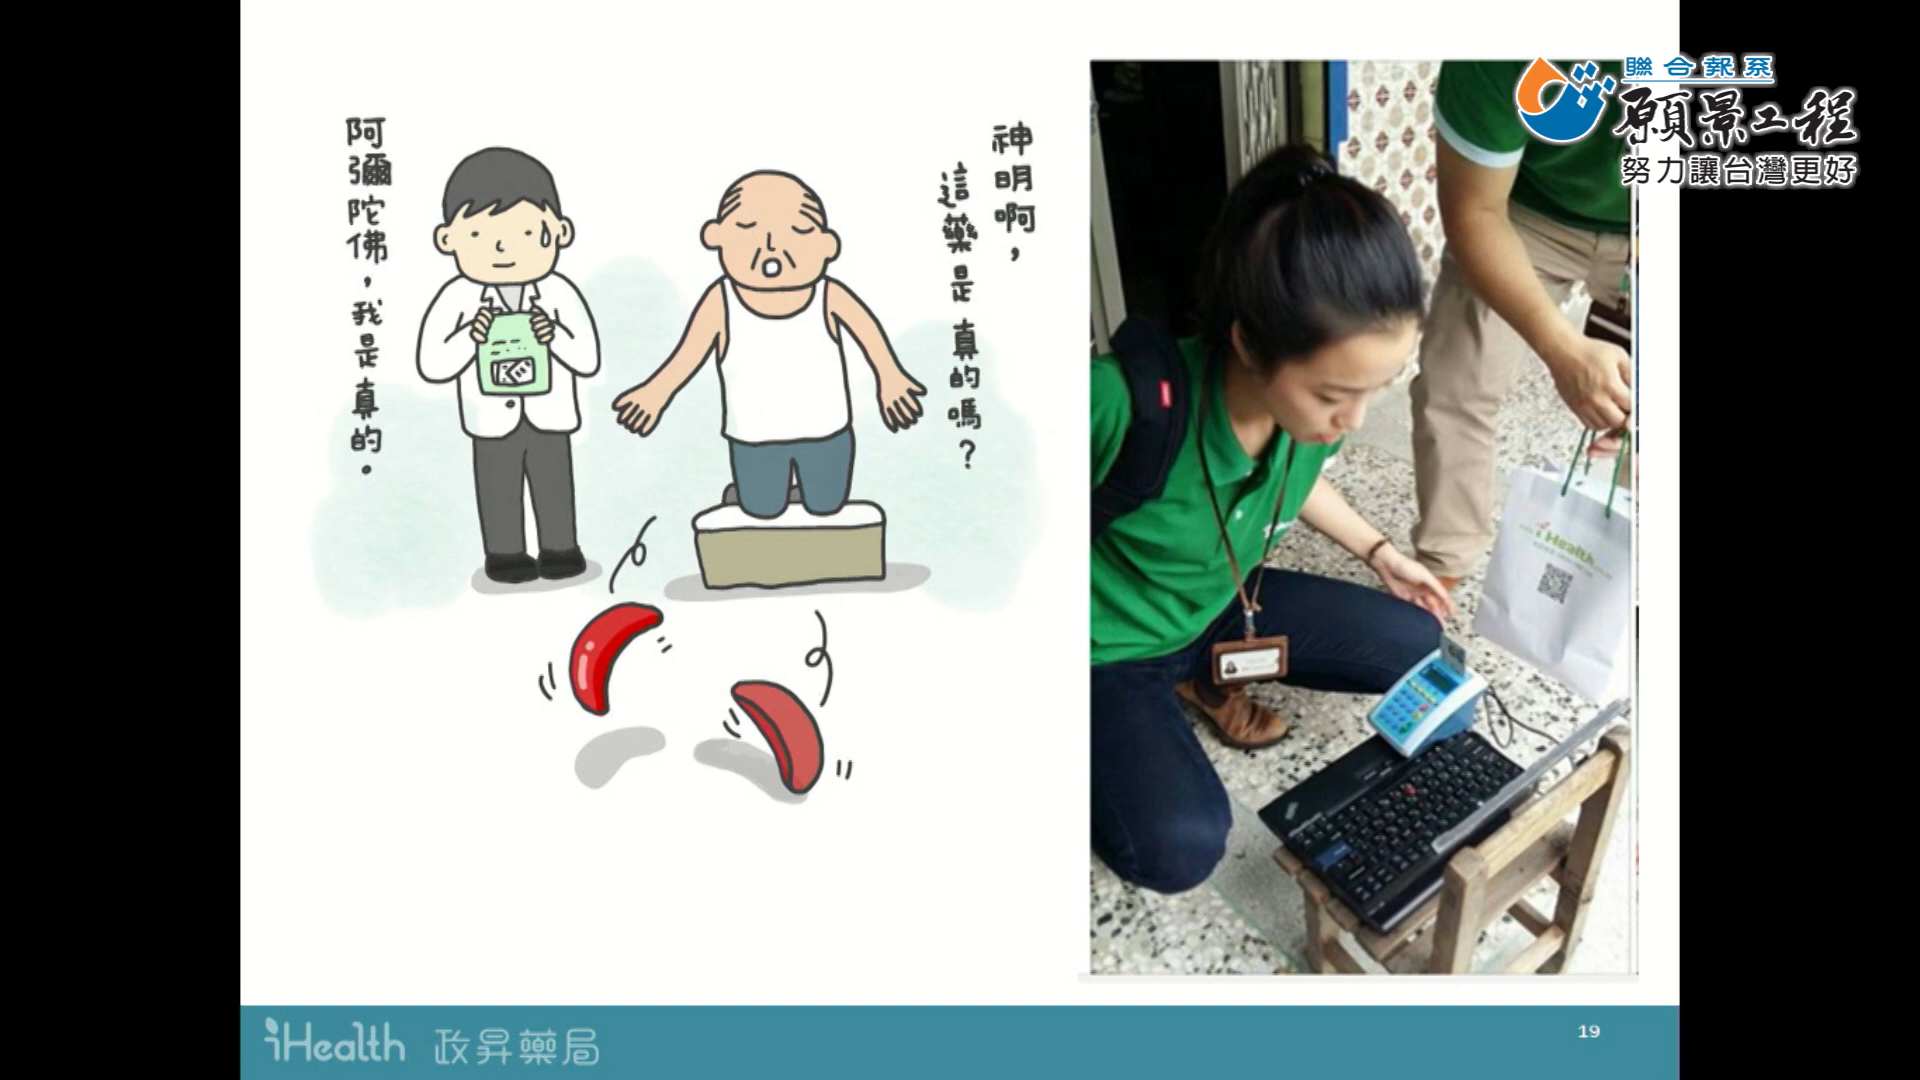 聯合報系
願景工程
努力讓台灣更好
阿彌陀佛，我是真的。
神明啊，
這藥是真的嗎？
iHealth
iHealth 政昇藥局
19